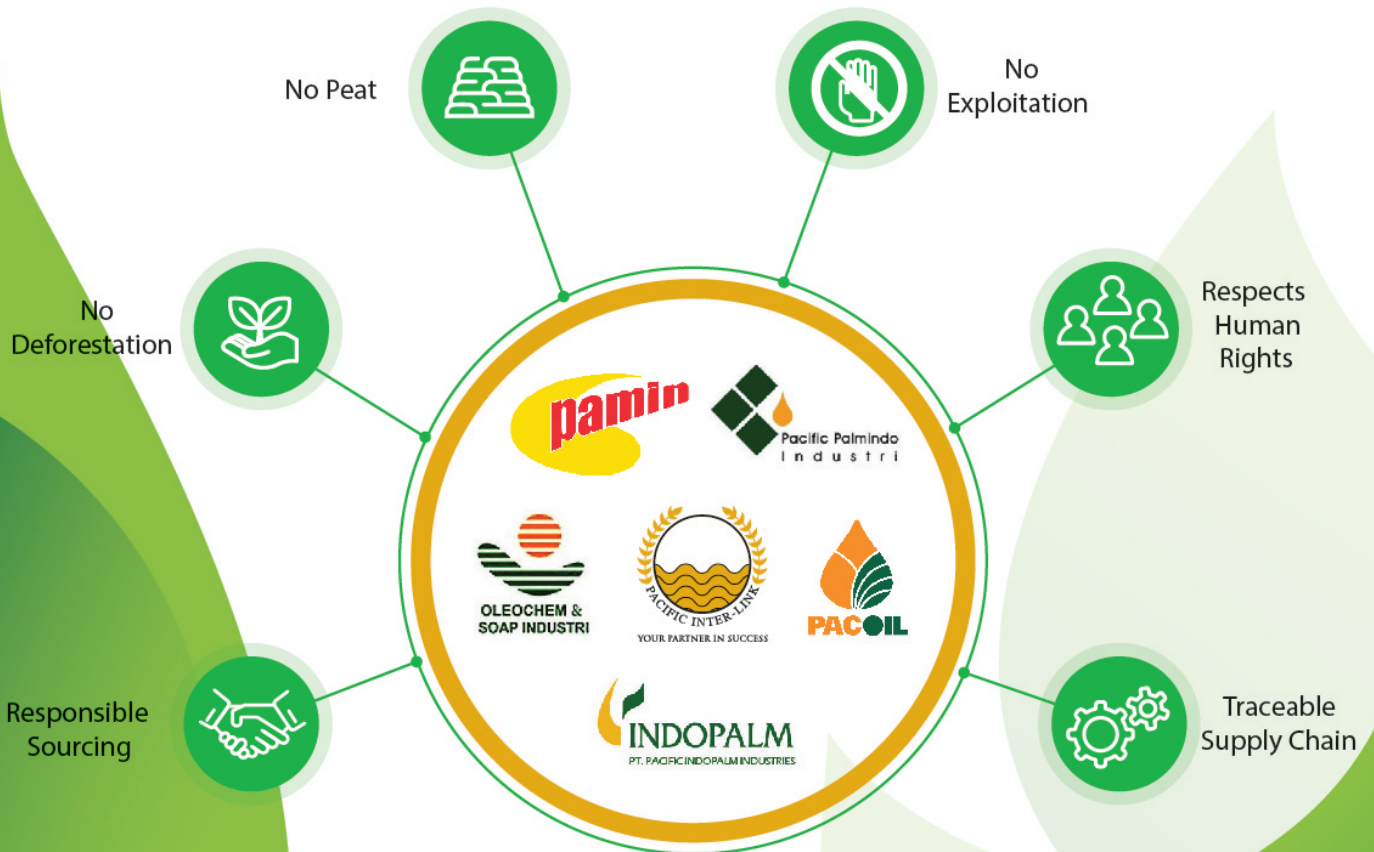 No Peat
No
Exploitation
No
Deforestation
Respects
Human
Rights
pamin
Pacific Palmindo
Industri
OLEOCHEM &
SOAP INDUSTRI
PACIFIC INTER-LINK
YOUR PARTNER IN SUCCESS
PACOIL
Responsible
Sourcing
INDOPALM
PT. PACIFIC INDOPALM INDUSTRIES
Traceable
Supply Chain